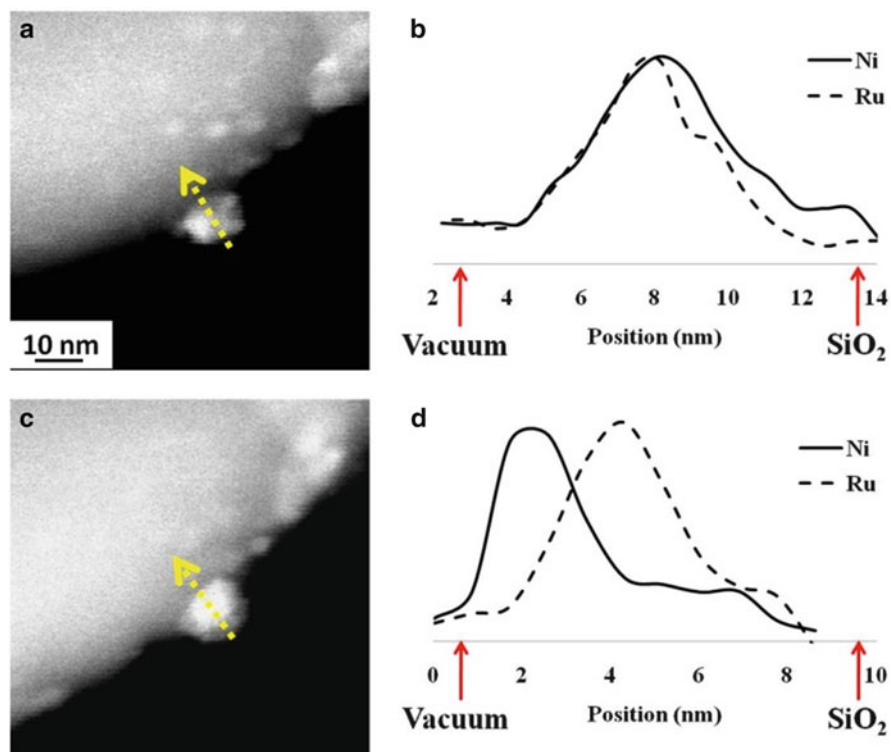 a
10 nm
b
Ni
Ru
2 4 6 8 10 12 14
Vacuum Position (nm) SiO₂
c
d
Ni
Ru
0 2 4 6 8 10
Vacuum Position (nm) SiO₂